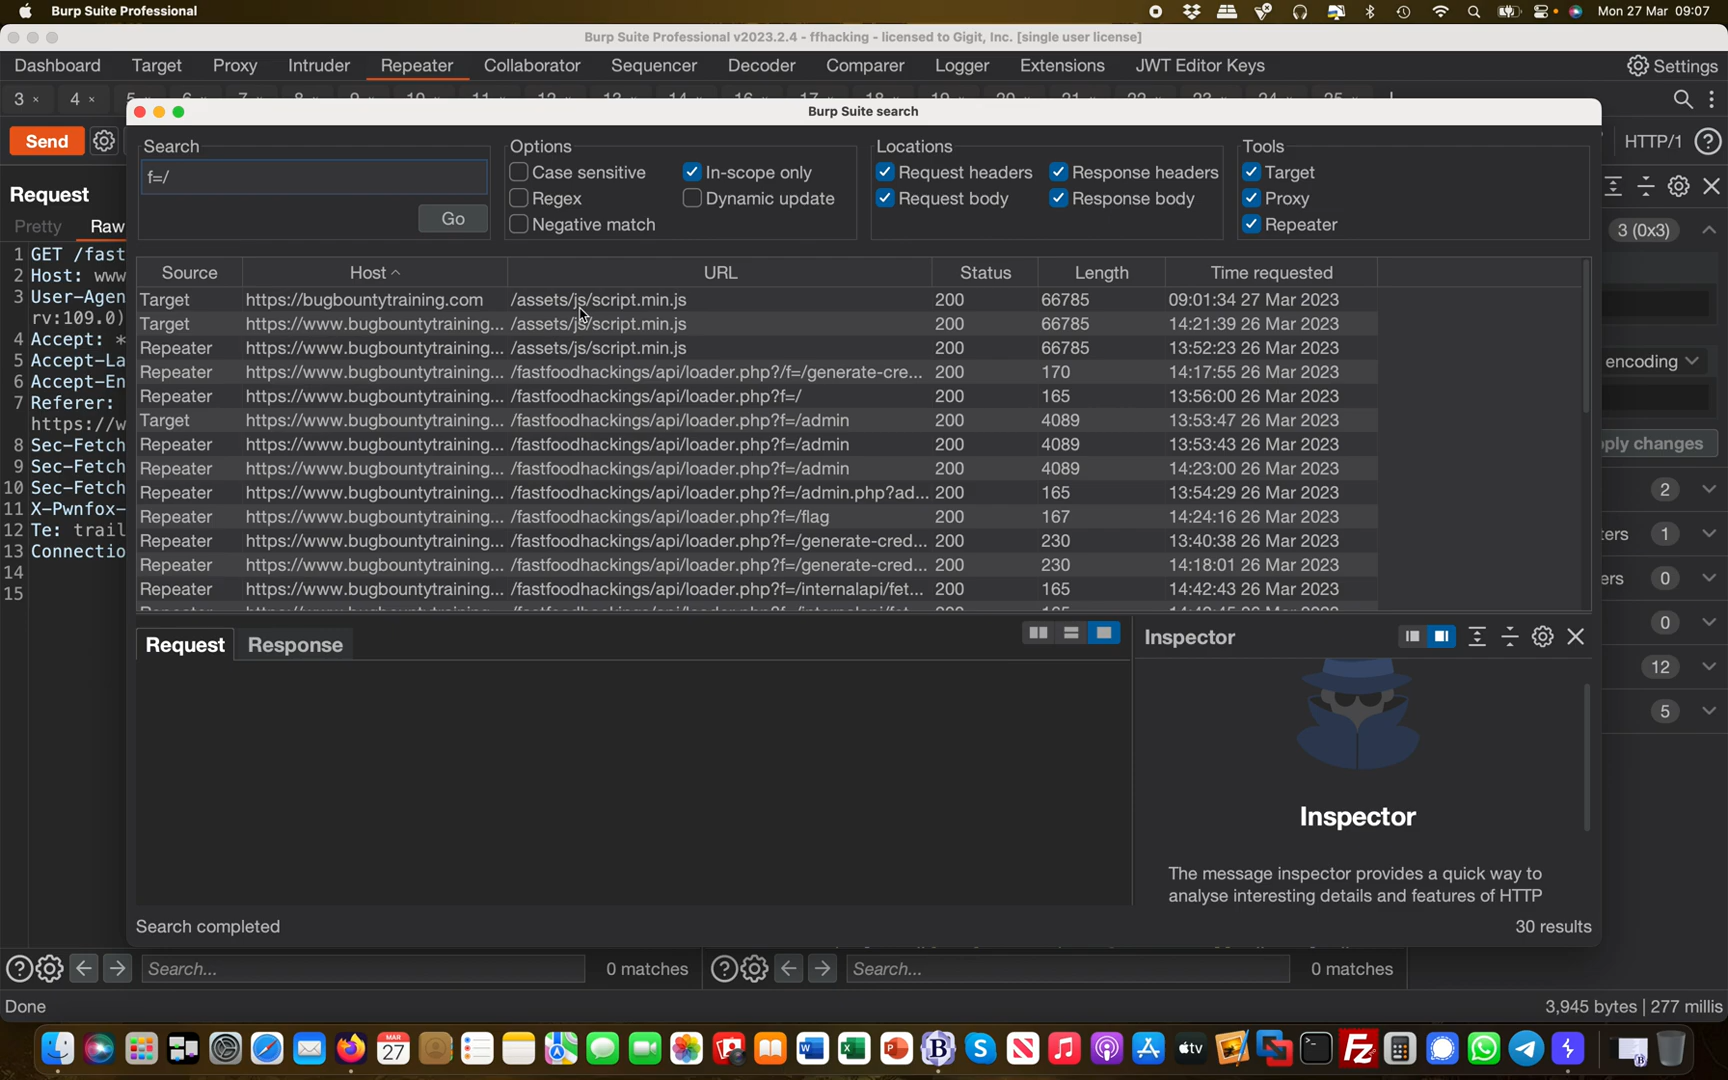 Burp Suite Professional
Mon 27 Mar 09:07
Burp Suite Professional v2023.2.4 - ffhacking - licensed to Gigit, Inc. [single user license]
Dashboard Target Proxy Intruder Repeater Collaborator Sequencer Decoder Comparer Logger Extensions JWT Editor Keys Settings
3 × 4 ×
Burp Suite search
Send
HTTP/1
Search
f=/
Go
Options
Case sensitive In-scope only
Regex Dynamic update
Negative match
Locations
Request headers Response headers
Request body Response body
Tools
Target
Proxy
Repeater
Request
Pretty Raw
1 GET /fast
2 Host: www
3 User-Agen
rv:109.0)
4 Accept: *
5 Accept-La
6 Accept-En
7 Referer:
https://w
8 Sec-Fetch
9 Sec-Fetch
10 Sec-Fetch
11 X-Pwnfox-
12 Te: trail
13 Connectio
14
15
Source Host URL Status Length Time requested
Target https://bugbountytraining.com /assets/js/script.min.js 200 66785 09:01:34 27 Mar 2023
Target https://www.bugbountytraining... /assets/js/script.min.js 200 66785 14:21:39 26 Mar 2023
Repeater https://www.bugbountytraining... /assets/js/script.min.js 200 66785 13:52:23 26 Mar 2023
Repeater https://www.bugbountytraining... /fastfoodhackings/api/loader.php?/f=/generate-cre... 200 170 14:17:55 26 Mar 2023
Repeater https://www.bugbountytraining... /fastfoodhackings/api/loader.php?f=/ 200 165 13:56:00 26 Mar 2023
Target https://www.bugbountytraining... /fastfoodhackings/api/loader.php?f=/admin 200 4089 13:53:47 26 Mar 2023
Repeater https://www.bugbountytraining... /fastfoodhackings/api/loader.php?f=/admin 200 4089 13:53:43 26 Mar 2023
Repeater https://www.bugbountytraining... /fastfoodhackings/api/loader.php?f=/admin 200 4089 14:23:00 26 Mar 2023
Repeater https://www.bugbountytraining... /fastfoodhackings/api/loader.php?f=/admin.php?ad... 200 165 13:54:29 26 Mar 2023
Repeater https://www.bugbountytraining... /fastfoodhackings/api/loader.php?f=/flag 200 167 14:24:16 26 Mar 2023
Repeater https://www.bugbountytraining... /fastfoodhackings/api/loader.php?f=/generate-cred... 200 230 13:40:38 26 Mar 2023
Repeater https://www.bugbountytraining... /fastfoodhackings/api/loader.php?f=/generate-cred... 200 230 14:18:01 26 Mar 2023
Repeater https://www.bugbountytraining... /fastfoodhackings/api/loader.php?f=/internalapi/fet... 200 165 14:42:43 26 Mar 2023
3 (0x3)
encoding
pply changes
2
ters 1
ers 0
0
12
5
Request Response
Inspector
Inspector
The message inspector provides a quick way to
analyse interesting details and features of HTTP
Search completed 30 results
Search... 0 matches
Search... 0 matches
Done 3,945 bytes | 277 millis
MAR
27
tv